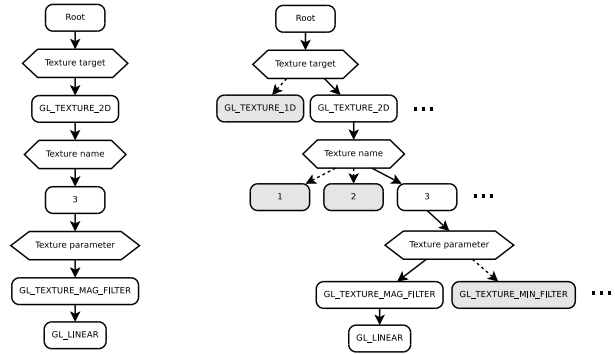 Root
Texture target
GL_TEXTURE_2D
Texture name
3
Texture parameter
GL_TEXTURE_MAG_FILTER
GL_LINEAR
Root
Texture target
GL_TEXTURE_1D
GL_TEXTURE_2D
...
Texture name
1
2
3
...
Texture parameter
GL_TEXTURE_MAG_FILTER
GL_TEXTURE_MIN_FILTER
...
GL_LINEAR